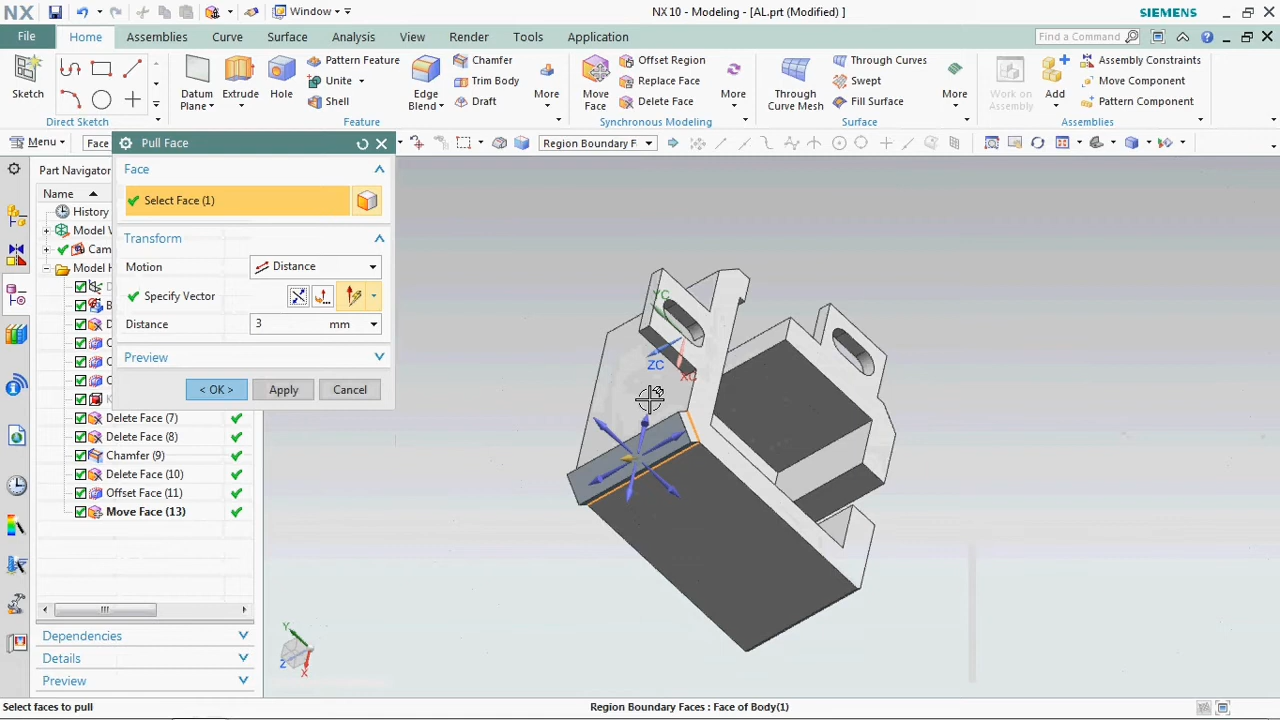 NX
Window
NX 10 - Modeling - [AL.prt (Modified) ]
SIEMENS
File
Home
Assemblies
Curve
Surface
Analysis
View
Render
Tools
Application
Find a Command
Sketch
Direct Sketch
Datum
Plane
Extrude
Hole
Pattern Feature
Unite
Shell
Edge
Blend
Chamfer
Trim Body
Draft
More
Feature
Move
Face
Offset Region
Replace Face
Delete Face
More
Synchronous Modeling
Through
Curve Mesh
Through Curves
Swept
Fill Surface
More
Surface
Work on
Assembly
Add
Assembly Constraints
Move Component
Pattern Component
Assemblies
Menu
Face
Region Boundary F
Pull Face
Face
Select Face (1)
Transform
Motion
Distance
Specify Vector
Distance
3
mm
Preview
< OK >
Apply
Cancel
Part Navigator
Name
History
Model V
Cam
Model H
Delete Face (7)
Delete Face (8)
Chamfer (9)
Delete Face (10)
Offset Face (11)
Move Face (13)
Dependencies
Details
Preview
YC
ZC
XC
Y
Z
X
Select faces to pull
Region Boundary Faces : Face of Body(1)